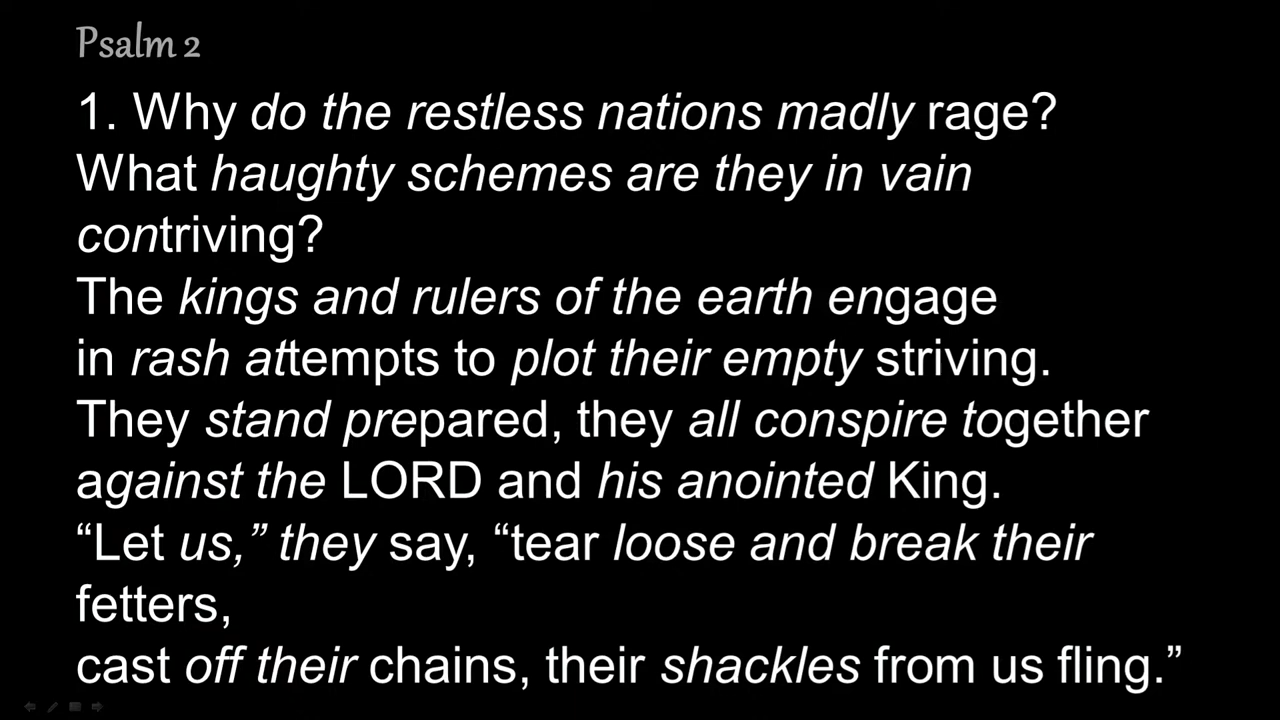 Psalm 2
1. Why do the restless nations madly rage?
What haughty schemes are they in vain
contriving?
The kings and rulers of the earth engage
in rash attempts to plot their empty striving.
They stand prepared, they all conspire together
against the LORD and his anointed King.
“Let us,” they say, “tear loose and break their
fetters,
cast off their chains, their shackles from us fling.”